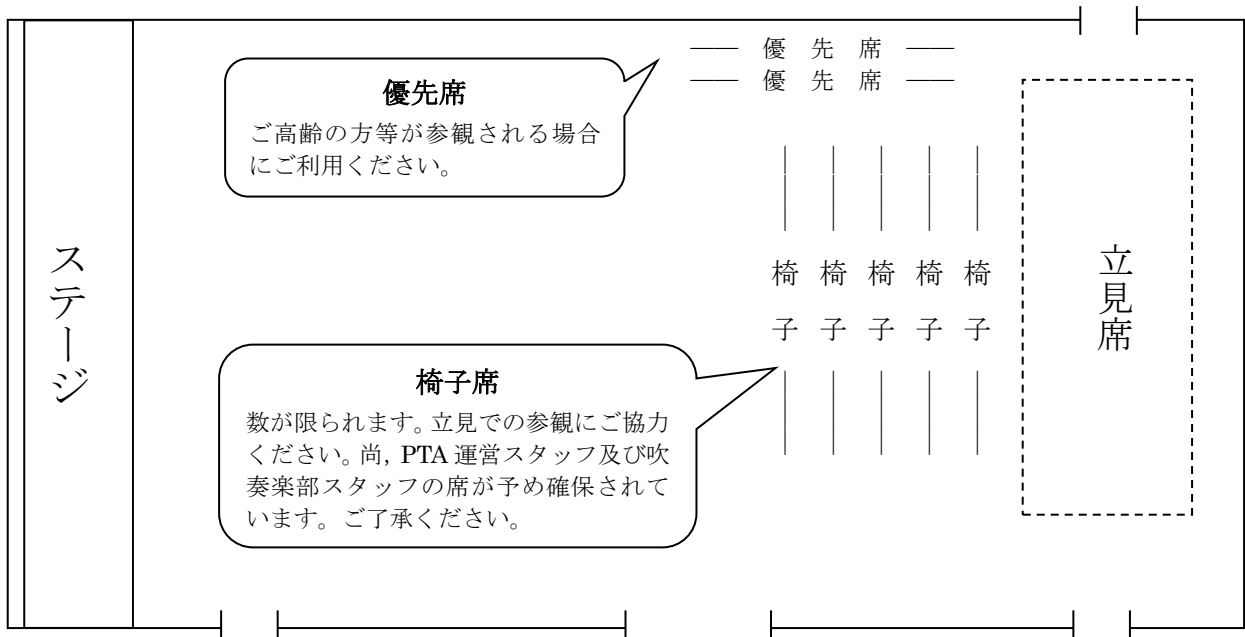 ―― 優 先 席 ――
―― 優 先 席 ――
優先席
ご高齢の方等が参観される場合
にご利用ください。
ステージ
椅子
椅子
椅子
椅子
椅子
立見席
椅子席
数が限られます。立見での参観にご協力
ください。尚, PTA 運営スタッフ及び吹
奏楽部スタッフの席が予め確保されて
います。ご了承ください。